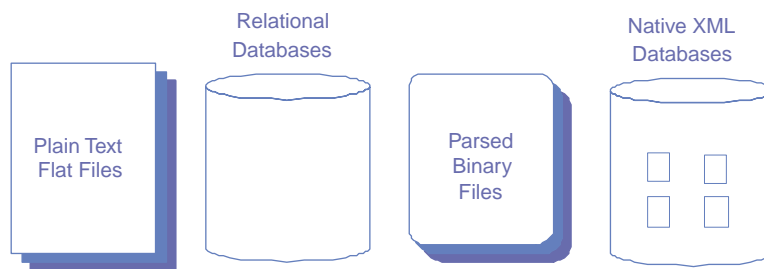 Relational
Databases
Native XML
Databases
Plain Text
Flat Files
Parsed
Binary
Files